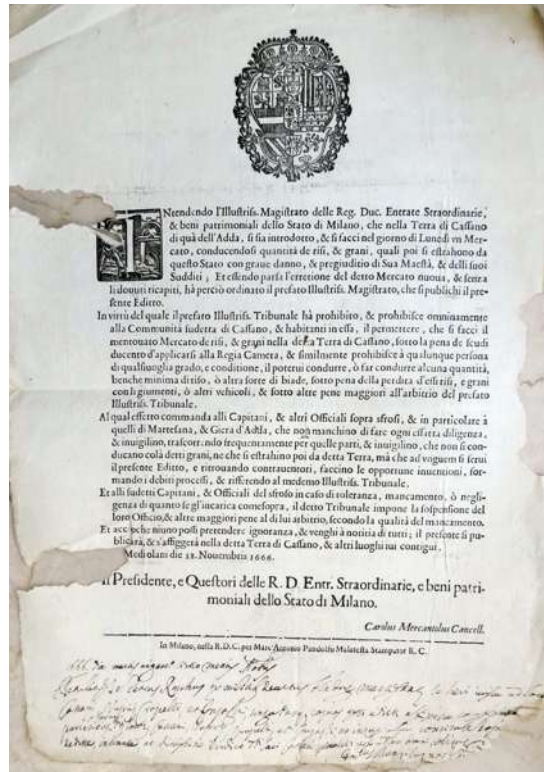 Ntendendo l'Illustriss. Magistrato delle Reg. Duc. Entrate Straordinarie,
& beni patrimoniali dello Stato di Milano, che nella Terra di Cassano
di quà dell'Adda, si sia introdotto, & si facci nel giorno di Lunedì vn Mer-
cato, conducendosi quantità de risi, & grani, quali poi si estrahono da
questo Stato con graue danno, & pregiuditio di Sua Maestà, & delli suoi
Sudditi; Et essendo parsa l'errettione del detto Mercato nuoua, & senza
li douuti ricapiti, hà perciò ordinato il prefato Illustriss. Magistrato, che si publichi il pre-
sente Editto.
In virtù del quale il prefato Illustriss. Tribunale hà prohibito, & prohibisce omninamente
alla Communità sudetta di Cassano, & habitanti in essa, il permettere, che si facci il
mentouato Mercato de risi, & grani nella detta Terra di Cassano, sotto la pena de scudi
ducento d'applicarsi alla Regia Camera, & similmente prohibisce à qualunque persona
di qualsiuoglia grado, e conditione, il poterui condurre, ò far condurre alcuna quantità,
benche minima di riso, ò altra sorte di biade, sotto pena della perdita d'essi risi, e grani
con li giumenti, ò altri vehicoli, & sotto altre pene maggiori all'arbitrio del prefato
Illustriss. Tribunale.
Al qual effetto commanda alli Capitani, & altri Officiali sopra sfrosi, & in particolare à
quelli di Martesana, & Giera d'Adda, che non manchino di fare ogni essatta diligenza,
& inuigilino, trascorrendo frequentemente per quelle parti, & inuigilino, che non si con-
ducano colà detti grani, ne che si estrahino poi da detta Terra, mà che ad voguem si serui
il presente Editto, e ritrouando contrauentori, faccino le opportune inuentioni, for-
mando i debiti processi, & rifferendo al medemo Illustriss. Tribunale.
Et alli sudetti Capitani, & Officiali del sfroso in caso di toleranza, mancamento, ò negli-
genza di quanto se gl'incarica comesopra, il detto Tribunale impone la sospensione del
loro Officio, & altre maggiori pene al di lui arbitrio, secondo la qualità del mancamento.
Et acciochè niuno possi pretendere ignoranza, & venghi à notitia di tutti; il presente si pu-
blicarà, & s'affiggerà nella detta Terra di Cassano, & altri luoghi iui contigui.
Mediolani die 12. Nouembris 1666.
Il Presidente, e Questori delle R. D. Entr. Straordinarie, e beni patri-
moniali dello Stato di Milano.
Carolus Mercantolus Cancell.
In Milano, nella R.D.C. per Marc'Antonio Pandolfo Malatesta Stampator R. C.